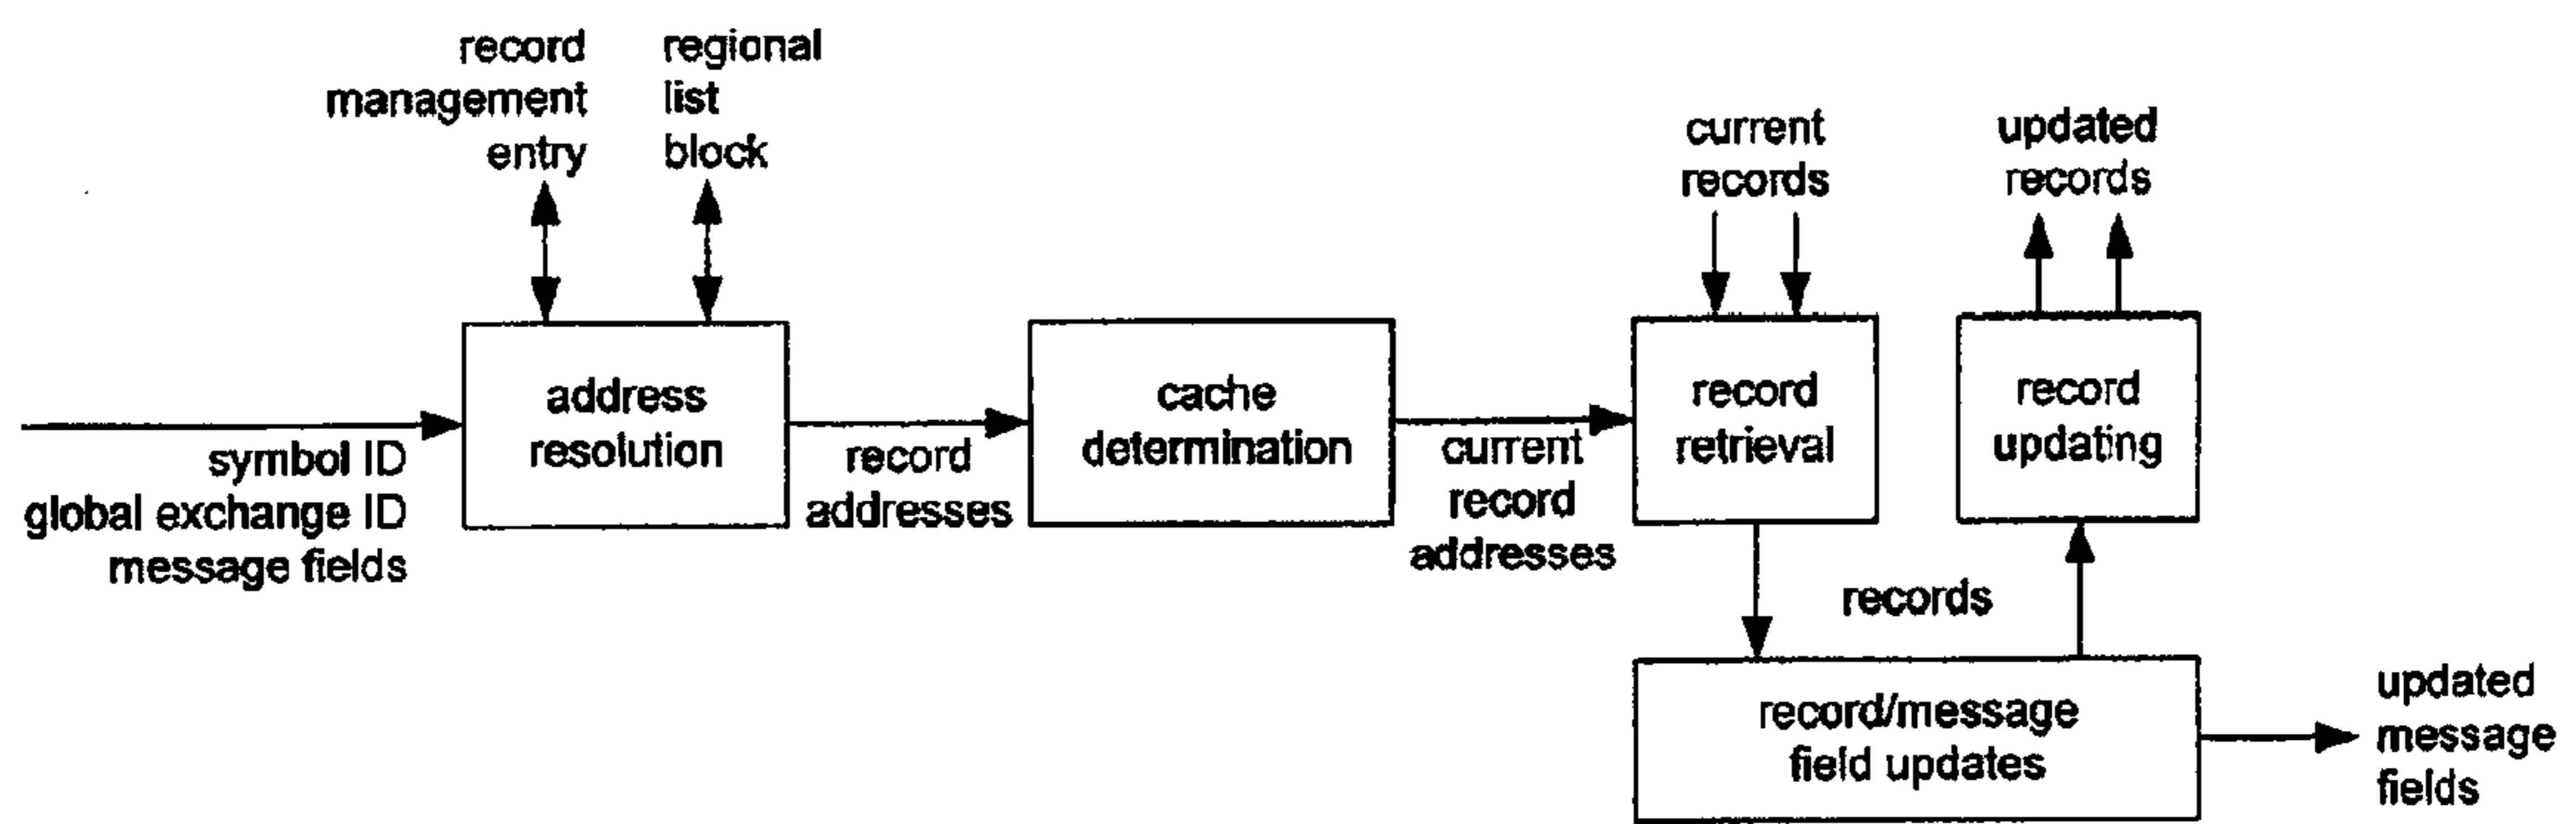 record
management
entry
regional
list
block
current
records
updated
records
address
resolution
cache
determination
record
retrieval
record
updating
symbol ID
global exchange ID
message fields
record
addresses
current
record
addresses
records
record/message
field updates
updated
message
fields